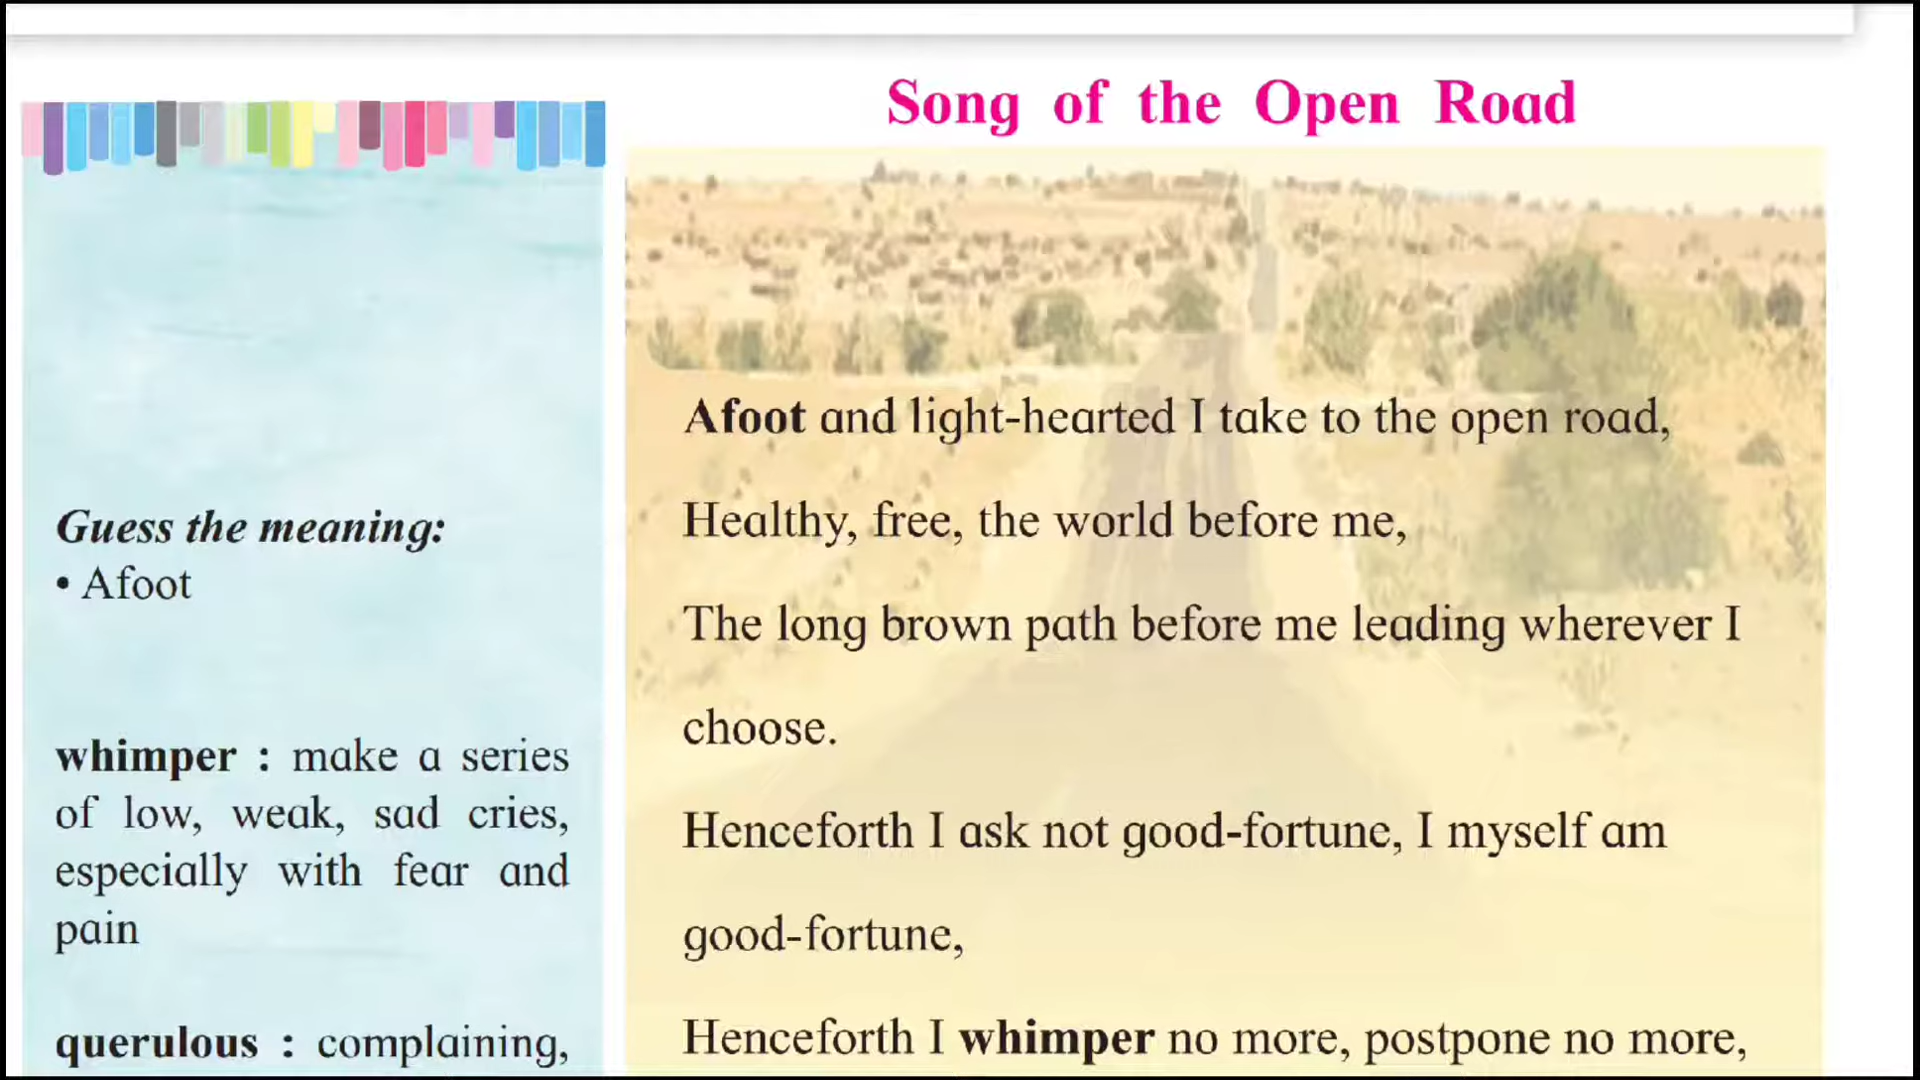 Song of the Open Road
Guess the meaning:
• Afoot
whimper : make a series
of low, weak, sad cries,
especially with fear and
pain
querulous : complaining,
Afoot and light-hearted I take to the open road,
Healthy, free, the world before me,
The long brown path before me leading wherever I
choose.
Henceforth I ask not good-fortune, I myself am
good-fortune,
Henceforth I whimper no more, postpone no more,